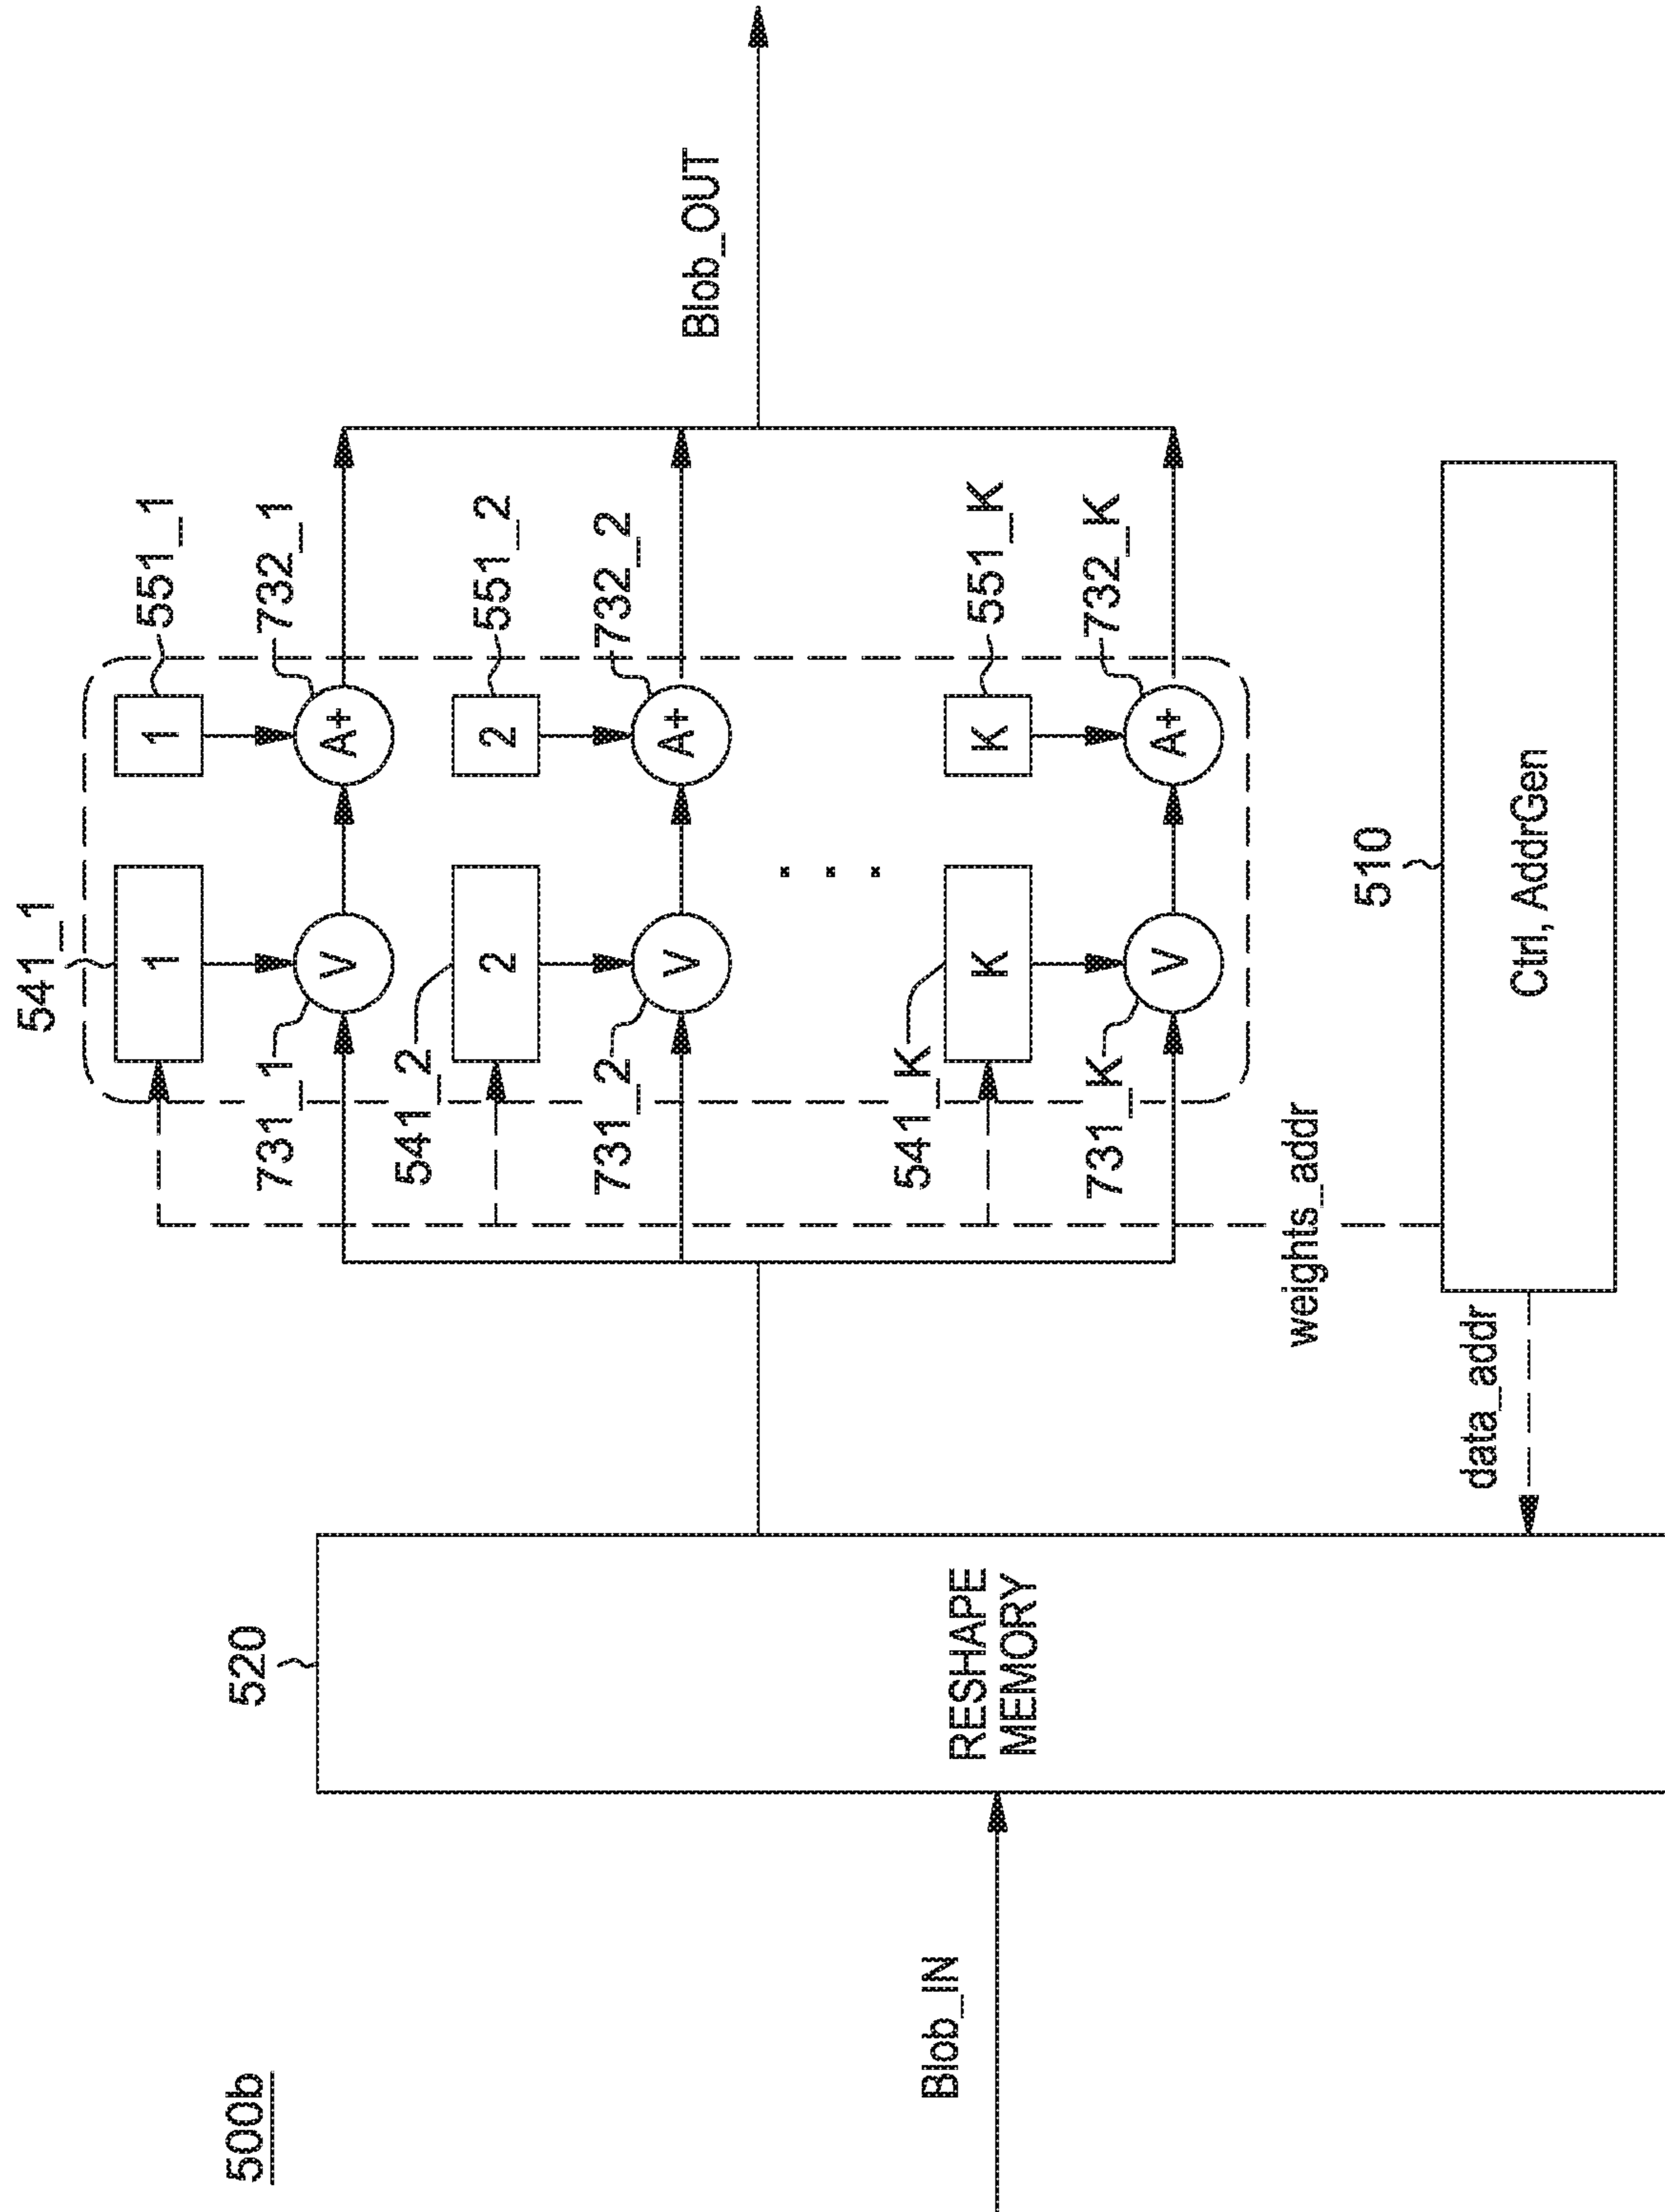 500b
Blob_IN
520
RESHAPE
MEMORY
data_addr
510
Ctrl, AddrGen
weights_addr
541_1
1
1
551_1
731_1
V
A+
732_1
541_2
2
2
551_2
731_2
V
A+
732_2
. . .
541_K
K
K
551_K
731_K
V
A+
732_K
Blob_OUT